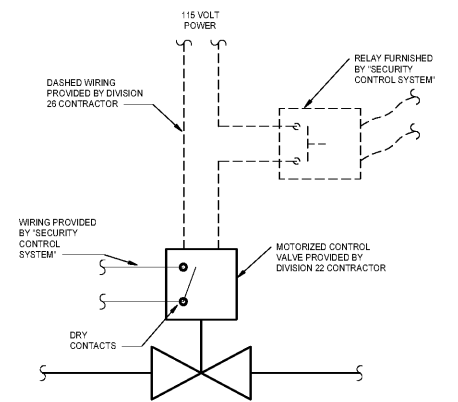 115 VOLT
POWER
RELAY FURNISHED
BY "SECURITY
CONTROL SYSTEM"
DASHED WIRING
PROVIDED BY DIVISION
26 CONTRACTOR
WIRING PROVIDED
BY "SECURITY
CONTROL
SYSTEM"
MOTORIZED CONTROL
VALVE PROVIDED BY
DIVISION 22 CONTRACTOR
DRY
CONTACTS